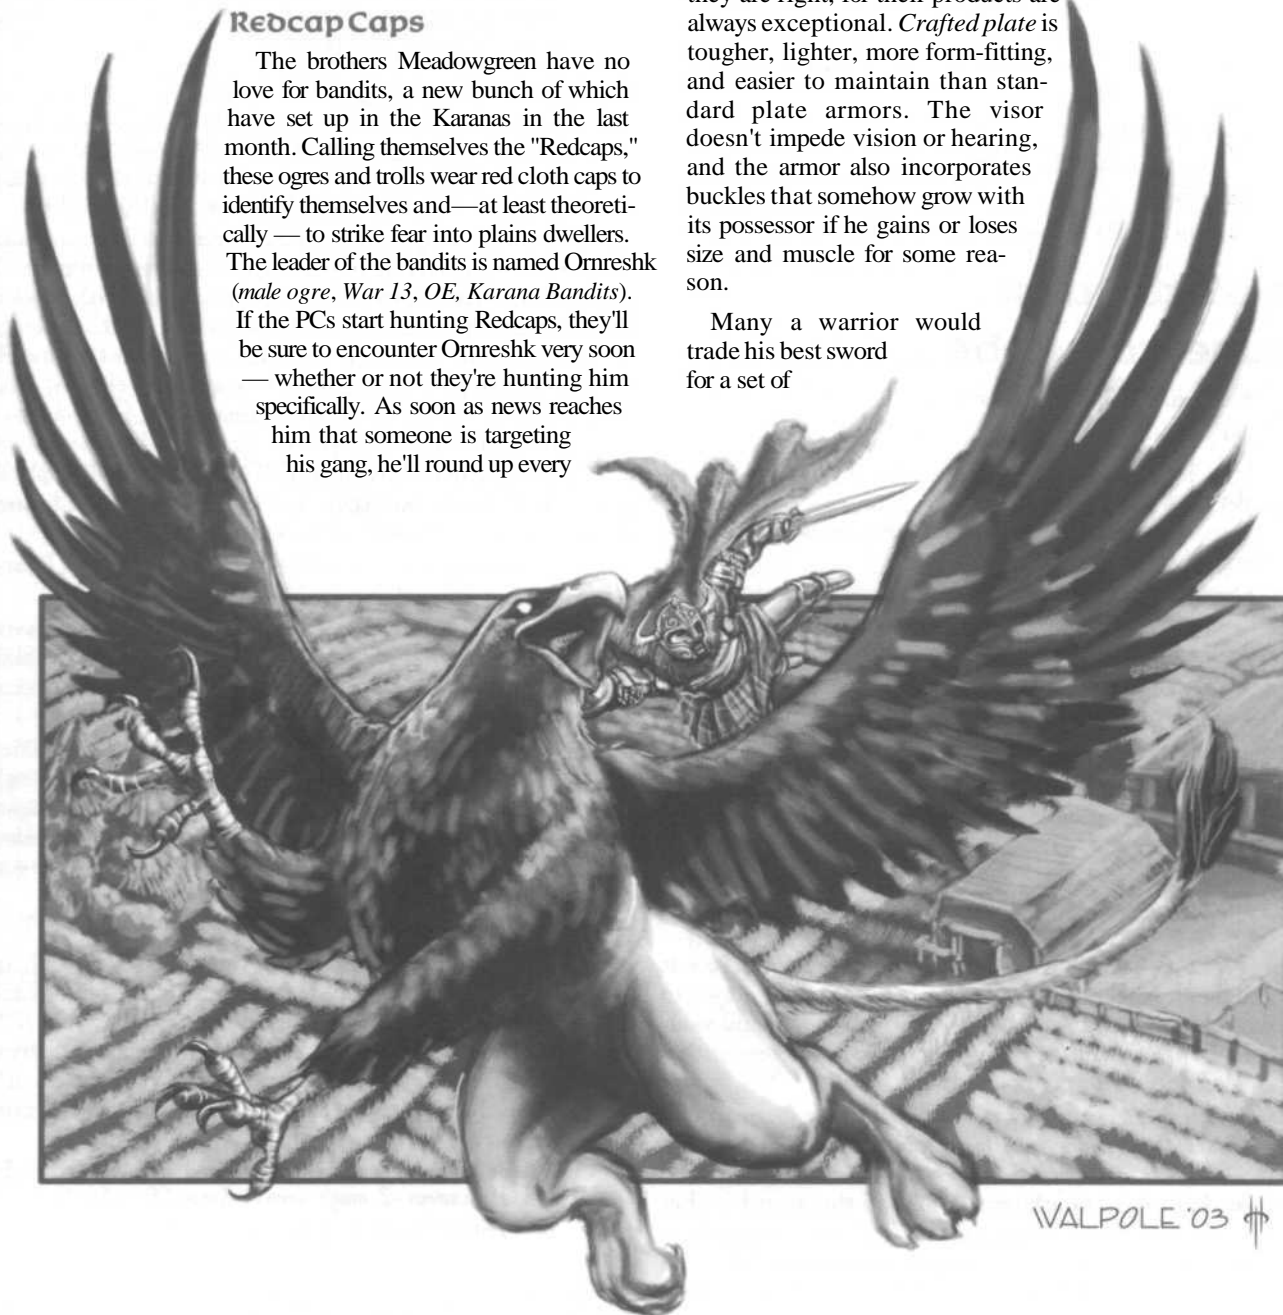 Redcap Caps
The brothers Meadowgreen have no
love for bandits, a new bunch of which
have set up in the Karanas in the last
month. Calling themselves the "Redcaps,"
these ogres and trolls wear red cloth caps to
identify themselves and—at least theoreti-
cally — to strike fear into plains dwellers.
The leader of the bandits is named Ornreshk
(male ogre, War 13, OE, Karana Bandits).
If the PCs start hunting Redcaps, they'll
be sure to encounter Ornreshk very soon
— whether or not they're hunting him
specifically. As soon as news reaches
him that someone is targeting
his gang, he'll round up every
they are right, for their products are
always exceptional. Crafted plate is
tougher, lighter, more form-fitting,
and easier to maintain than stan-
dard plate armors. The visor
doesn't impede vision or hearing,
and the armor also incorporates
buckles that somehow grow with
its possessor if he gains or loses
size and muscle for some rea-
son.
Many a warrior would
trade his best sword
for a set of
WALPOLE '03